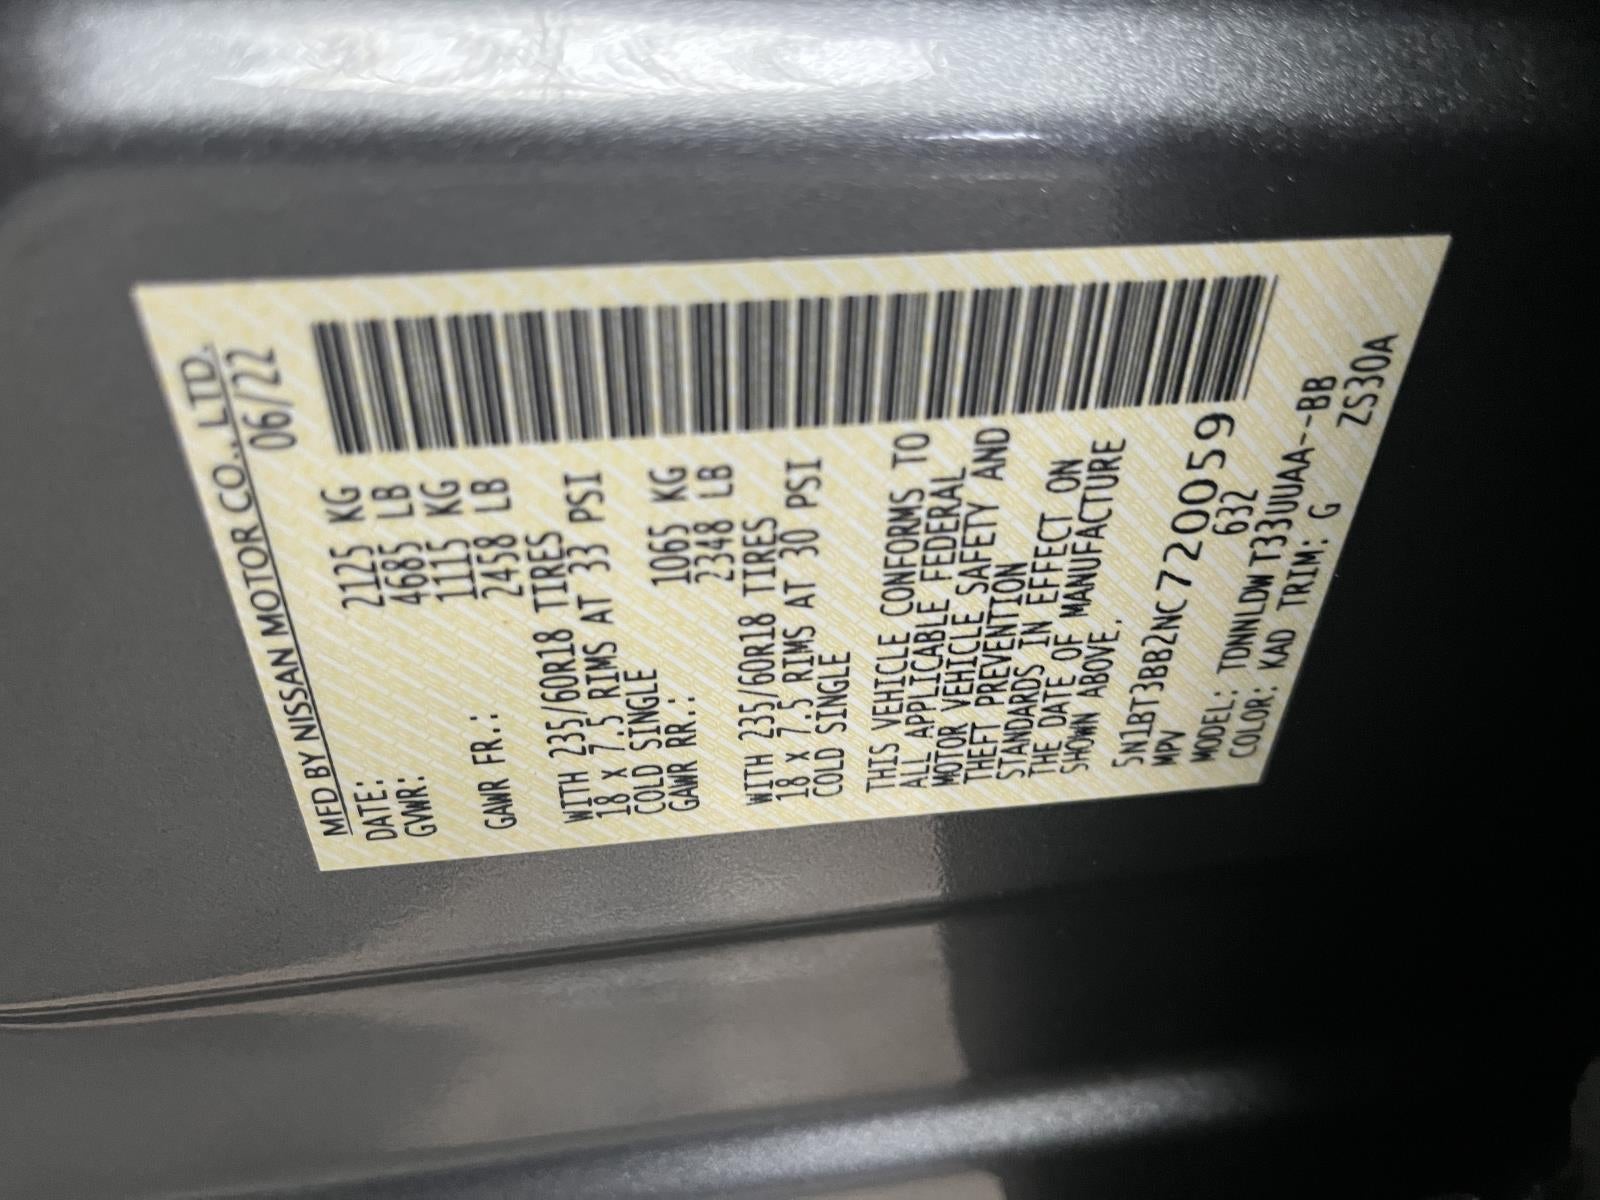 MFD BY NISSAN MOTOR CO., LTD.
DATE: 06/22
GVWR: 2125 KG
4685 LB
GAWR FR.: 1115 KG
2458 LB
WITH 235/60R18 TIRES
18 X 7.5 RIMS AT 33 PSI
COLD SINGLE
GAWR RR.: 1065 KG
2348 LB
WITH 235/60R18 TIRES
18 X 7.5 RIMS AT 30 PSI
COLD SINGLE
THIS VEHICLE CONFORMS TO
ALL APPLICABLE FEDERAL
MOTOR VEHICLE SAFETY AND
THEFT PREVENTION
STANDARDS IN EFFECT ON
THE DATE OF MANUFACTURE
SHOWN ABOVE.
5N1BT3BB2NC720059
MPV 632
MODEL: TDNNLDWT33UUAA--BB
COLOR: KAD TRIM: G ZS30A